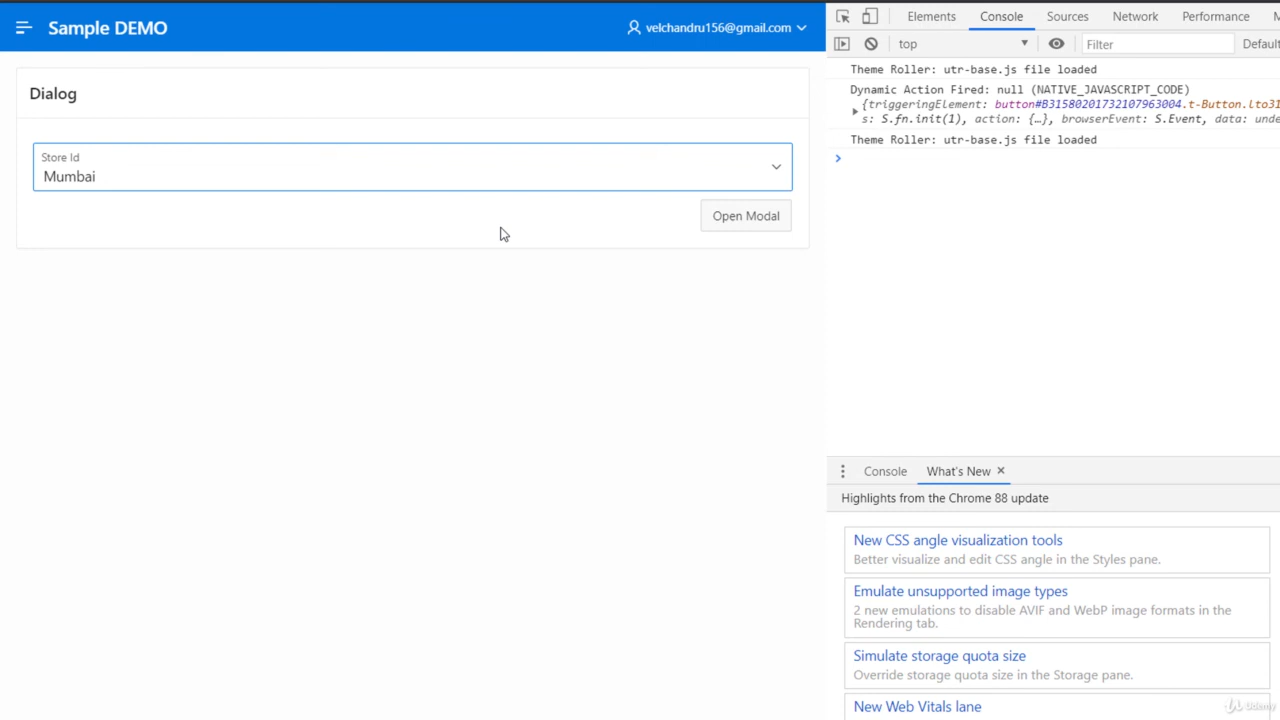 Sample DEMO
velchandru156@gmail.com
Dialog
Store Id
Mumbai
Open Modal
Elements Console Sources Network Performance
top Filter Default
Theme Roller: utr-base.js file loaded
Dynamic Action Fired: null (NATIVE_JAVASCRIPT_CODE)
{triggeringElement: button#B31580201732107963004.t-Button.lto31
s: S.fn.init(1), action: {…}, browserEvent: S.Event, data: unde
Theme Roller: utr-base.js file loaded
Console What's New
Highlights from the Chrome 88 update
New CSS angle visualization tools
Better visualize and edit CSS angle in the Styles pane.
Emulate unsupported image types
2 new emulations to disable AVIF and WebP image formats in the
Rendering tab.
Simulate storage quota size
Override storage quota size in the Storage pane.
New Web Vitals lane
Udemy